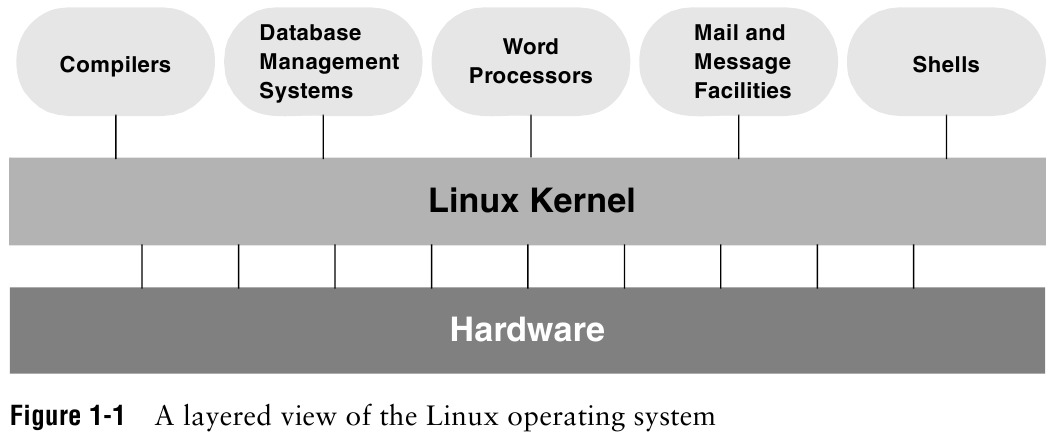 Compilers
Database
Management
Systems
Word
Processors
Mail and
Message
Facilities
Shells
Linux Kernel
Hardware
Figure 1-1 A layered view of the Linux operating system